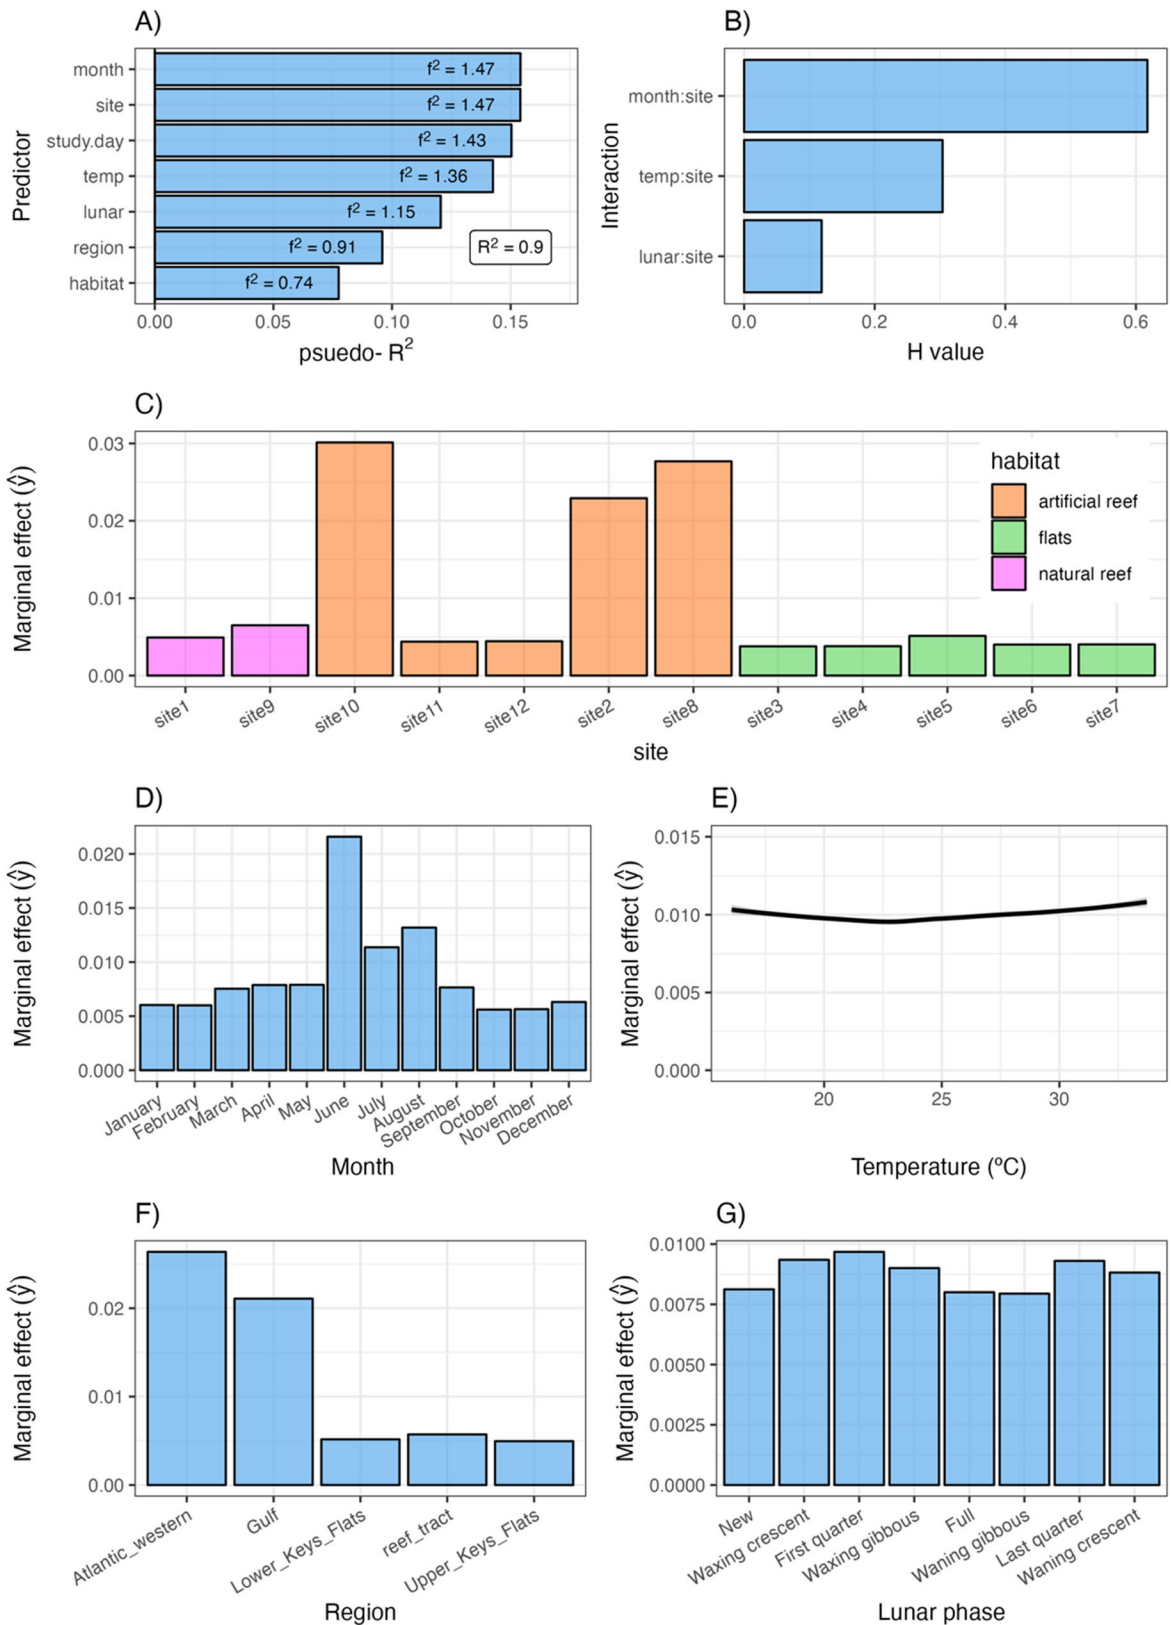 A)
Predictor
month
site
study.day
temp
lunar
region
habitat
f² = 1.47
f² = 1.47
f² = 1.43
f² = 1.36
f² = 1.15
f² = 0.91
f² = 0.74
R² = 0.9
0.00 0.05 0.10 0.15
psuedo- R²
B)
Interaction
month:site
temp:site
lunar:site
0.0 0.2 0.4 0.6
H value
C)
Marginal effect (ŷ)
0.03
0.02
0.01
0.00
habitat
artificial reef
flats
natural reef
site1 site9 site10 site11 site12 site2 site8 site3 site4 site5 site6 site7
site
D)
Marginal effect (ŷ)
0.020
0.015
0.010
0.005
0.000
January February March April May June July August September October November December
Month
E)
Marginal effect (ŷ)
0.015
0.010
0.005
0.000
20 25 30
Temperature (ºC)
F)
Marginal effect (ŷ)
0.02
0.01
0.00
Atlantic_western Gulf Lower_Keys_Flats reef_tract Upper_Keys_Flats
Region
G)
Marginal effect (ŷ)
0.0100
0.0075
0.0050
0.0025
0.0000
New Waxing crescent First quarter Waxing gibbous Full Waning gibbous Last quarter Waning crescent
Lunar phase